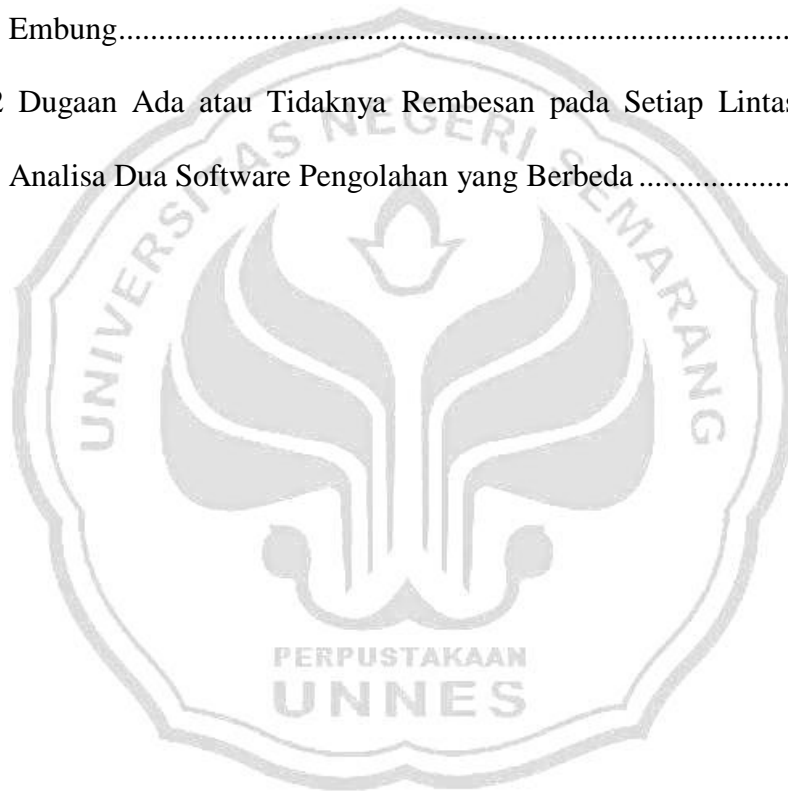 Embung......................................................................................
2 Dugaan Ada atau Tidaknya Rembesan pada Setiap Lintas
Analisa Dua Software Pengolahan yang Berbeda ...................
UNIVERSITAS NEGERI SEMARANG
PERPUSTAKAAN
UNNES